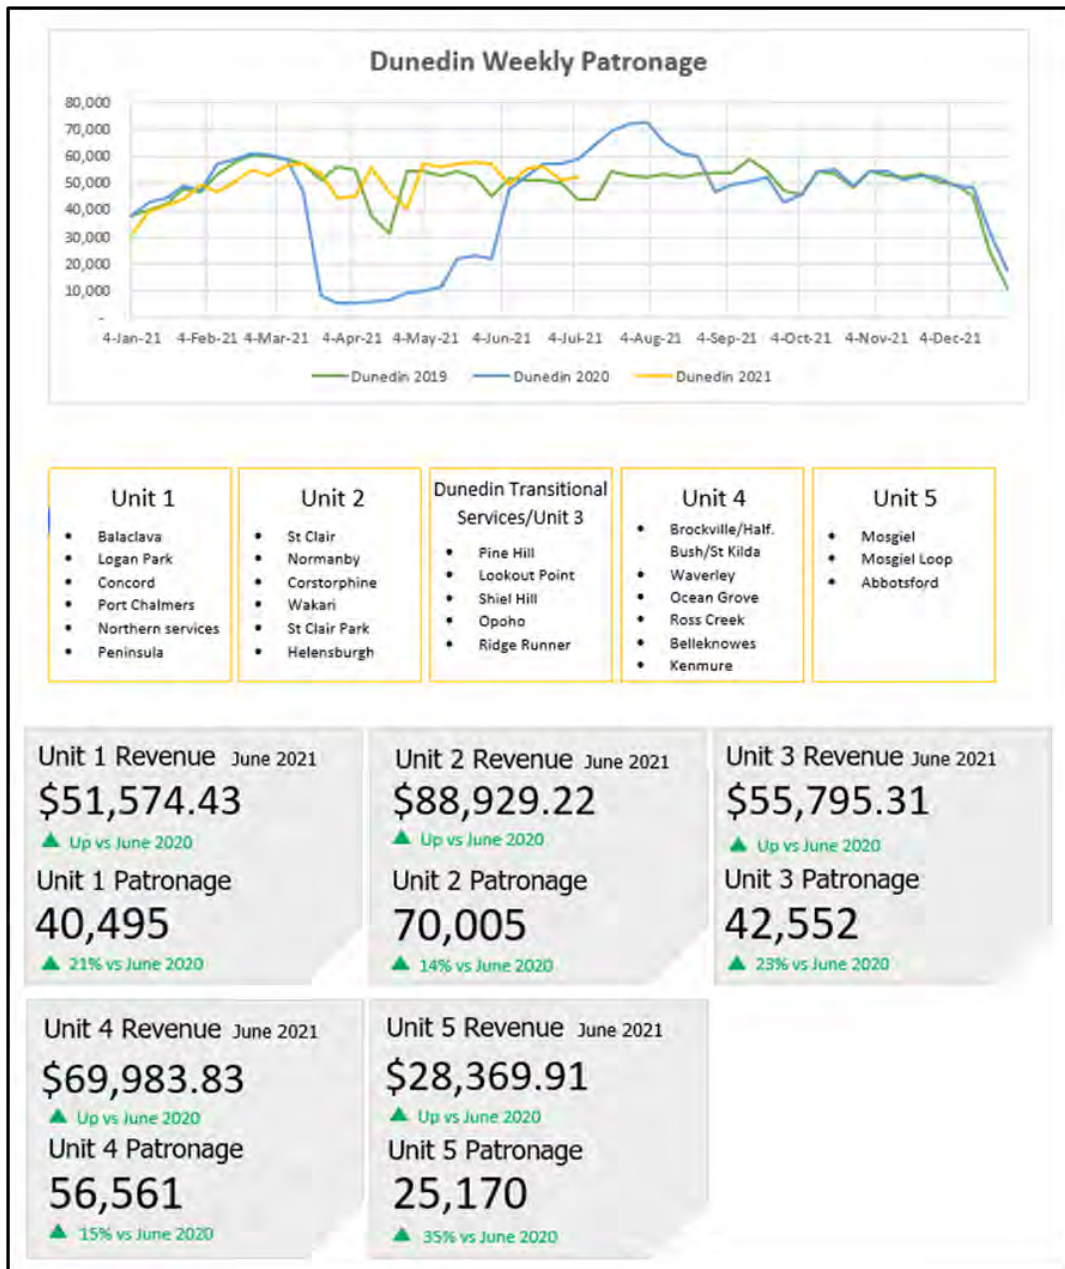 Dunedin Weekly Patronage
80,000
70,000
60,000
50,000
40,000
30,000
20,000
10,000
-
4-Jan-21 4-Feb-21 4-Mar-21 4-Apr-21 4-May-21 4-Jun-21 4-Jul-21 4-Aug-21 4-Sep-21 4-Oct-21 4-Nov-21 4-Dec-21
Dunedin 2019 Dunedin 2020 Dunedin 2021
Unit 1
• Balaclava
• Logan Park
• Concord
• Port Chalmers
• Northern services
• Peninsula
Unit 2
• St Clair
• Normanby
• Corstorphine
• Wakari
• St Clair Park
• Helensburgh
Dunedin Transitional
Services/Unit 3
• Pine Hill
• Lookout Point
• Shiel Hill
• Opoho
• Ridge Runner
Unit 4
• Brockville/Half.
Bush/St Kilda
• Waverley
• Ocean Grove
• Ross Creek
• Belleknowes
• Kenmure
Unit 5
• Mosgiel
• Mosgiel Loop
• Abbotsford
Unit 1 Revenue June 2021
$51,574.43
▲ Up vs June 2020
Unit 1 Patronage
40,495
▲ 21% vs June 2020
Unit 2 Revenue June 2021
$88,929.22
▲ Up vs June 2020
Unit 2 Patronage
70,005
▲ 14% vs June 2020
Unit 3 Revenue June 2021
$55,795.31
▲ Up vs June 2020
Unit 3 Patronage
42,552
▲ 23% vs June 2020
Unit 4 Revenue June 2021
$69,983.83
▲ Up vs June 2020
Unit 4 Patronage
56,561
▲ 15% vs June 2020
Unit 5 Revenue June 2021
$28,369.91
▲ Up vs June 2020
Unit 5 Patronage
25,170
▲ 35% vs June 2020